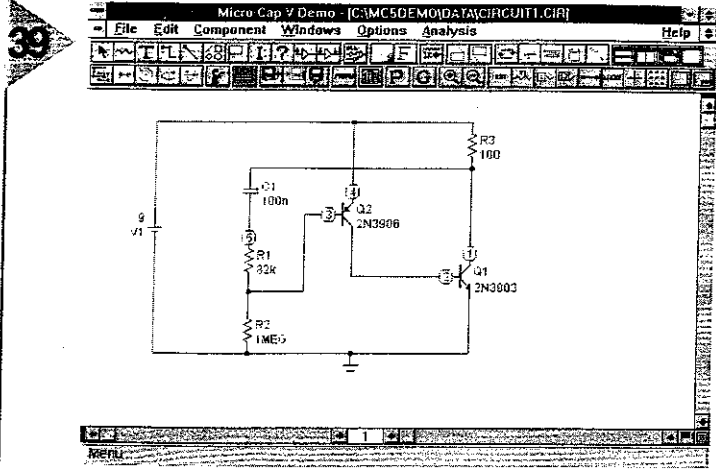 39
Micro-Cap V Demo - [C:\MC5DEMO\DATA\CIRCUIT1.CIR]
File Edit Component Windows Options Analysis Help
R3
100
C1
100n
4
Q2
2N3906
3
9
V1
5
R1
82k
1
Q1
2N3903
2
R2
1MEG
1
Menu